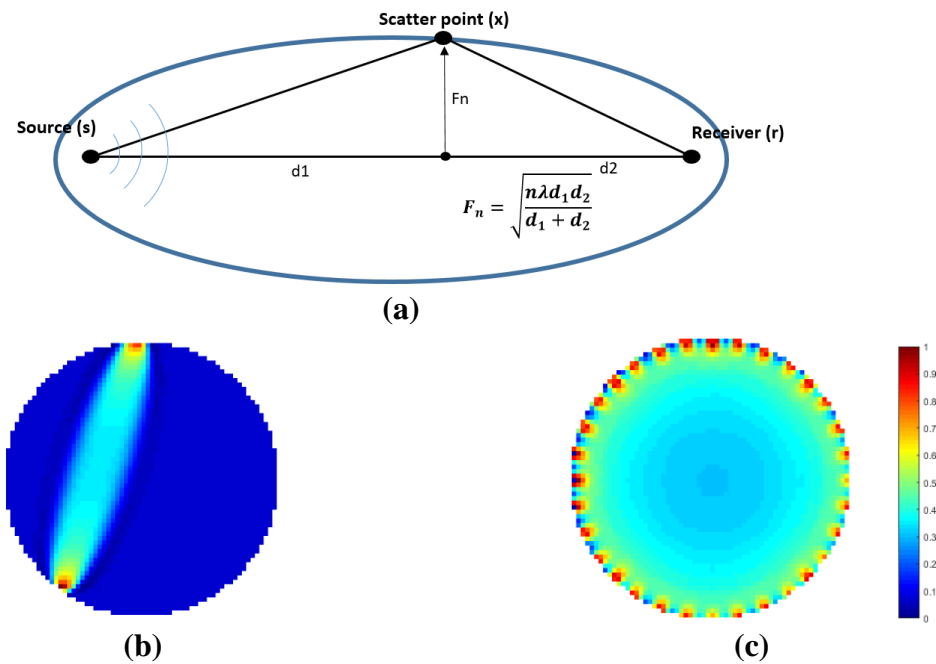 Scatter point (x)
Fn
Source (s)
Receiver (r)
d1
d2
F_n = √(nλd_1d_2 / d_1 + d_2)
(a)
1
0.9
0.8
0.7
0.6
0.5
0.4
0.3
0.2
0.1
0
(b)
(c)